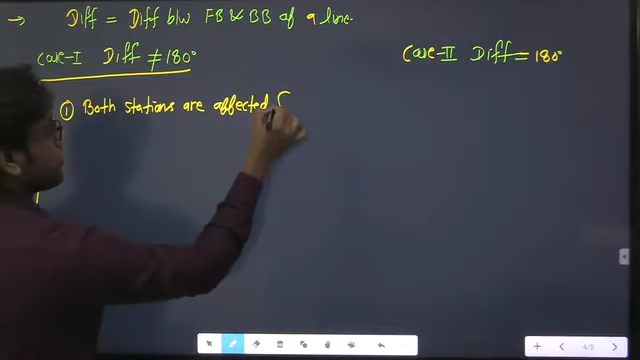 → Diff = Diff b/w FB & BB of a line.
Case-I Diff ≠ 180°
Case-II Diff = 180°
① Both stations are affected (
4/5